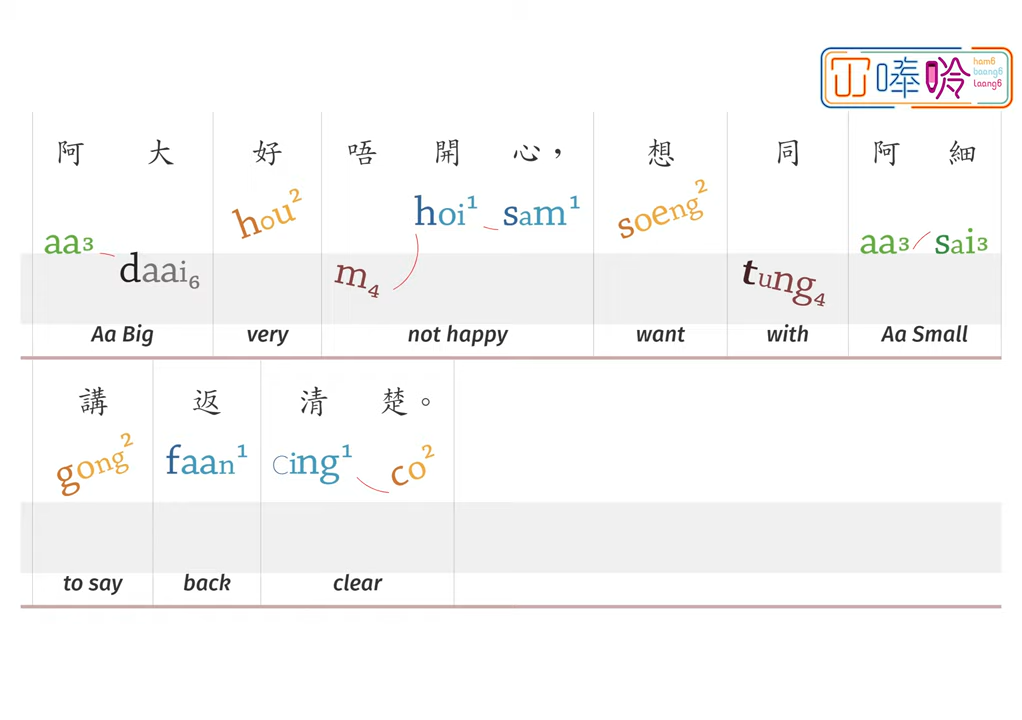 冚唪唥
ham6
baang6
laang6
阿 大 好 唔 開 心， 想 同 阿 細
aa3 daai6 hou2 m4 hoi1 sam1 soeng2 tung4 aa3 sai3
Aa Big very not happy want with Aa Small
講 返 清 楚。
gong2 faan1 cing1 co2
to say back clear